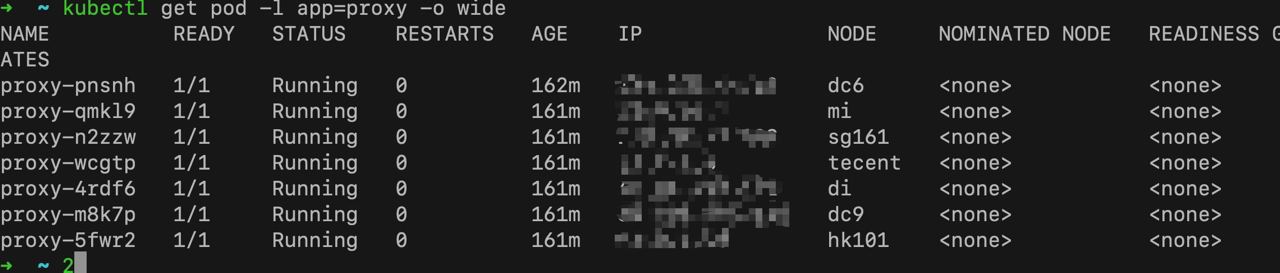 ➜  ~ kubectl get pod -l app=proxy -o wide
NAME          READY   STATUS    RESTARTS   AGE    IP               NODE     NOMINATED NODE   READINESS G
ATES
proxy-pnsnh   1/1     Running   0          162m                    dc6      <none>           <none>
proxy-qmkl9   1/1     Running   0          161m                    mi       <none>           <none>
proxy-n2zzw   1/1     Running   0          161m                    sg161    <none>           <none>
proxy-wcgtp   1/1     Running   0          161m                    tecent   <none>           <none>
proxy-4rdf6   1/1     Running   0          161m                    di       <none>           <none>
proxy-m8k7p   1/1     Running   0          161m                    dc9      <none>           <none>
proxy-5fwr2   1/1     Running   0          161m                    hk101    <none>           <none>
➜  ~ 2